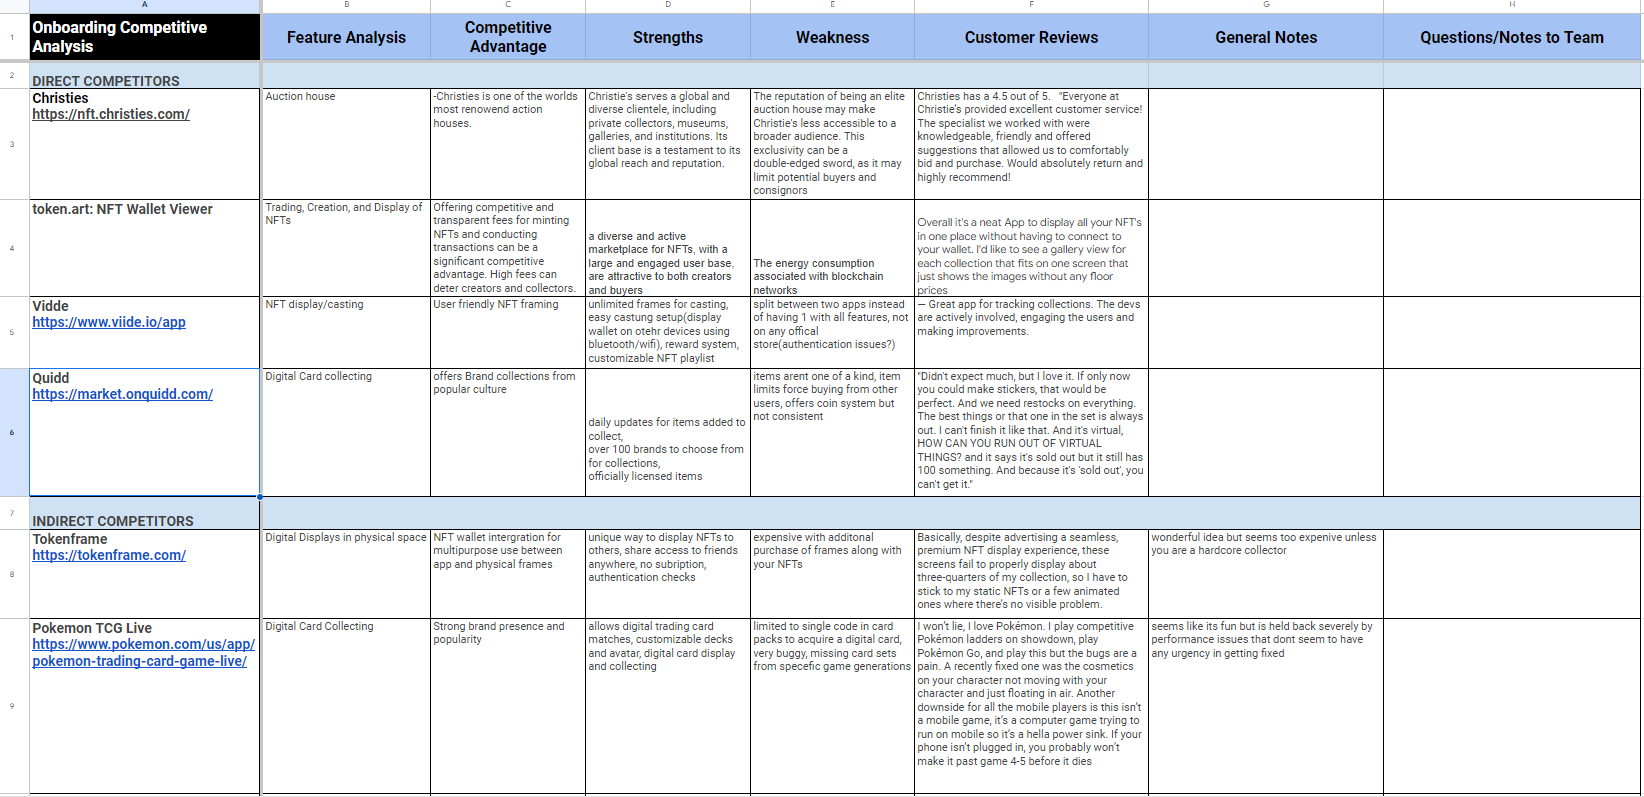 A B C D E F G H
1 Onboarding Competitive
Analysis
Feature Analysis
Competitive
Advantage
Strengths
Weakness
Customer Reviews
General Notes
Questions/Notes to Team
2 DIRECT COMPETITORS
3 Christies
https://nft.christies.com/
Auction house
-Christies is one of the worlds
most renowend action
houses.
Christie's serves a global and
diverse clientele, including
private collectors, museums,
galleries, and institutions. Its
client base is a testament to its
global reach and reputation.
The reputation of being an elite
auction house may make
Christie's less accessible to a
broader audience. This
exclusivity can be a
double-edged sword, as it may
limit potential buyers and
consignors
Christies has a 4.5 out of 5. "Everyone at
Christie's provided excellent customer service!
The specialist we worked with were
knowledgeable, friendly and offered
suggestions that allowed us to comfortably
bid and purchase. Would absolutely return and
highly recommend!
4 token.art: NFT Wallet Viewer
Trading, Creation, and Display of
NFTs
Offering competitive and
transparent fees for minting
NFTs and conducting
transactions can be a
significant competitive
advantage. High fees can
deter creators and collectors.
a diverse and active
marketplace for NFTs, with a
large and engaged user base,
are attractive to both creators
and buyers
The energy consumption
associated with blockchain
networks
Overall it's a neat App to display all your NFT's
in one place without having to connect to
your wallet. I'd like to see a gallery view for
each collection that fits on one screen that
just shows the images without any floor
prices
5 Vidde
https://www.viide.io/app
NFT display/casting
User friendly NFT framing
unlimited frames for casting,
easy castung setup(display
wallet on otehr devices using
bluetooth/wifi), reward system,
customizable NFT playlist
split between two apps instead
of having 1 with all features, not
on any offical
store(authentication issues?)
— Great app for tracking collections. The devs
are actively involved, engaging the users and
making improvements.
6 Quidd
https://market.onquidd.com/
Digital Card collecting
offers Brand collections from
popular culture
daily updates for items added to
collect,
over 100 brands to choose from
for collections,
officially licensed items
items arent one of a kind, item
limits force buying from other
users, offers coin system but
not consistent
"Didn't expect much, but I love it. If only now
you could make stickers, that would be
perfect. And we need restocks on everything.
The best things or that one in the set is always
out. I can't finish it like that. And it's virtual,
HOW CAN YOU RUN OUT OF VIRTUAL
THINGS? and it says it's sold out but it still has
100 something. And because it's 'sold out', you
can't get it."
7 INDIRECT COMPETITORS
8 Tokenframe
https://tokenframe.com/
Digital Displays in physical space
NFT wallet intergration for
multipurpose use between
app and physical frames
unique way to display NFTs to
others, share access to friends
anywhere, no subription,
authentication checks
expensive with additonal
purchase of frames along with
your NFTs
Basically, despite advertising a seamless,
premium NFT display experience, these
screens fail to properly display about
three-quarters of my collection, so I have to
stick to my static NFTs or a few animated
ones where there's no visible problem.
wonderful idea but seems too expenive unless
you are a hardcore collector
9 Pokemon TCG Live
https://www.pokemon.com/us/app/
pokemon-trading-card-game-live/
Digital Card Collecting
Strong brand presence and
popularity
allows digital trading card
matches, customizable decks
and avatar, digital card display
and collecting
limited to single code in card
packs to acquire a digital card,
very buggy, missing card sets
from specefic game generations
I won't lie, I love Pokémon. I play competitive
Pokémon ladders on showdown, play
Pokémon Go, and play this but the bugs are a
pain. A recently fixed one was the cosmetics
on your character not moving with your
character and just floating in air. Another
downside for all the mobile players is this isn't
a mobile game, it's a computer game trying to
run on mobile so it's a hella power sink. If your
phone isn't plugged in, you probably won't
make it past game 4-5 before it dies
seems like its fun but is held back severely by
performance issues that dont seem to have
any urgency in getting fixed